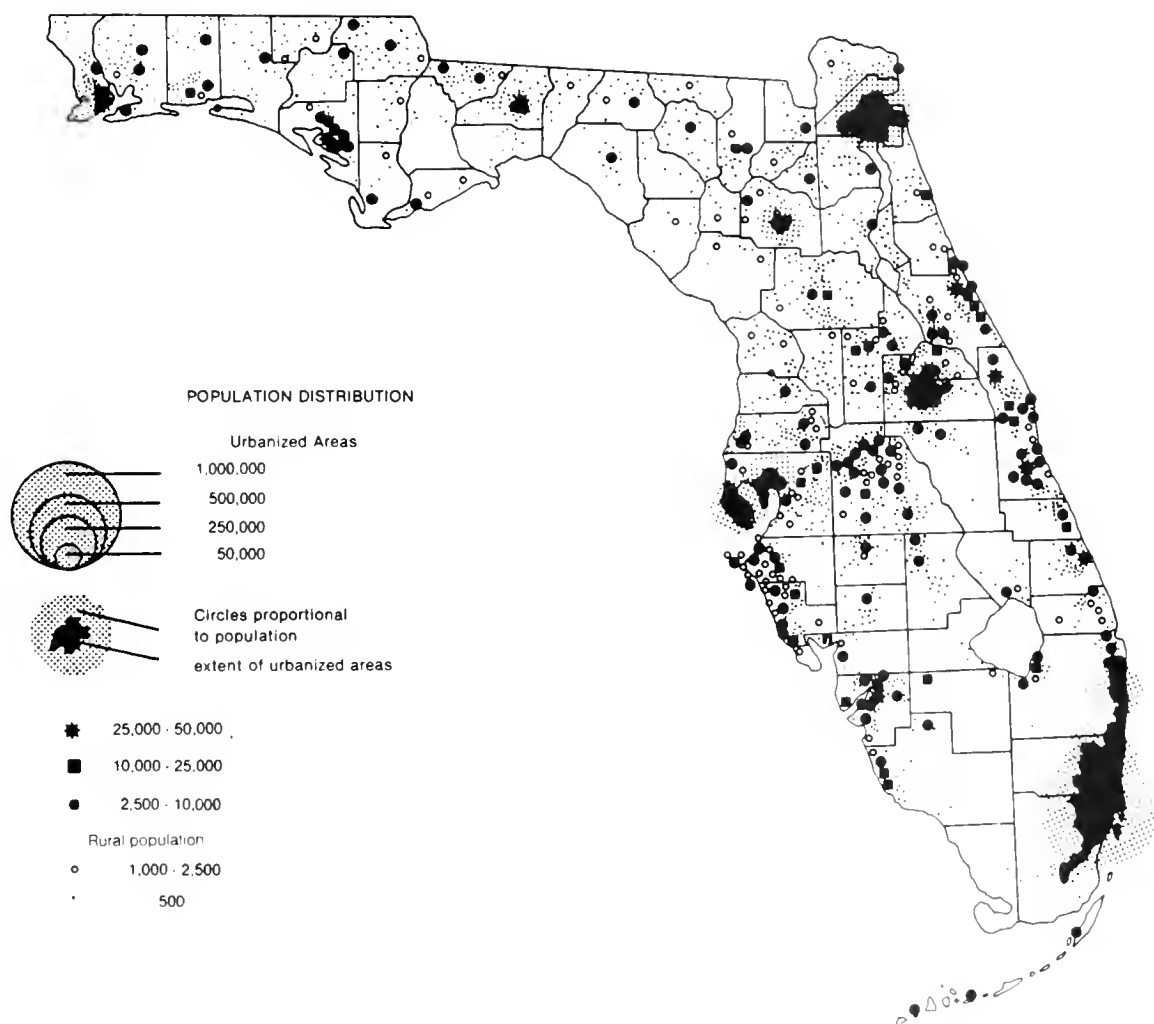 POPULATION DISTRIBUTION
Urbanized Areas
1,000,000
500,000
250,000
50,000
Circles proportional
to population
extent of urbanized areas
25,000 - 50,000
10,000 - 25,000
2,500 - 10,000
Rural population
1,000 - 2,500
500